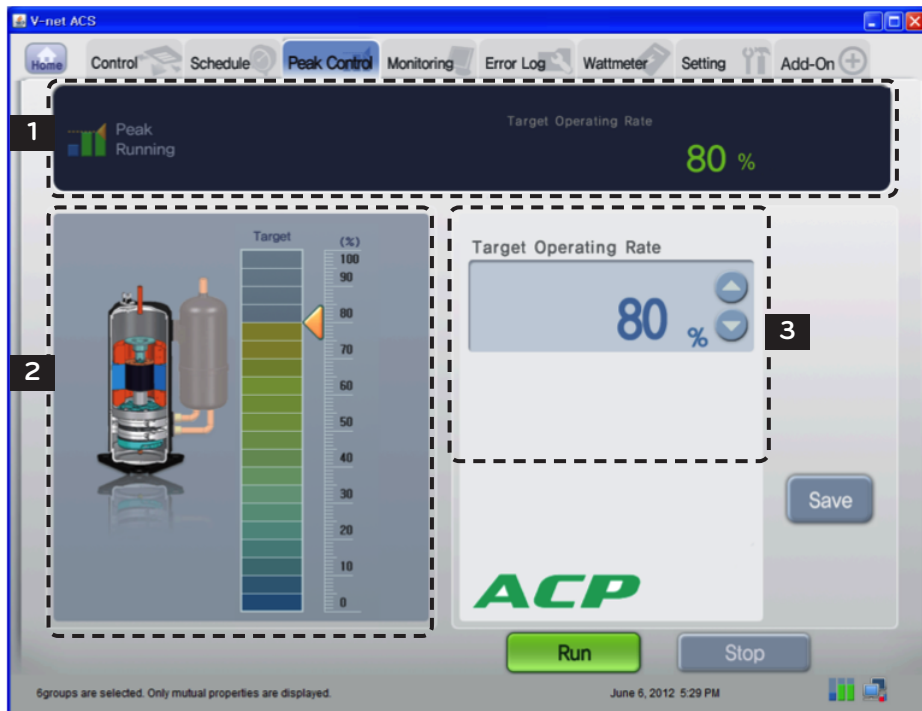 V-net ACS
Home Control Schedule Peak Control Monitoring Error Log Wattmeter Setting Add-On
1
Peak
Running
Target Operating Rate
80 %
2
Target
(%)
100
90
80
70
60
50
40
30
20
10
0
Target Operating Rate
80 %
3
Save
ACP
Run Stop
6groups are selected. Only mutual properties are displayed.
June 6, 2012 5:29 PM